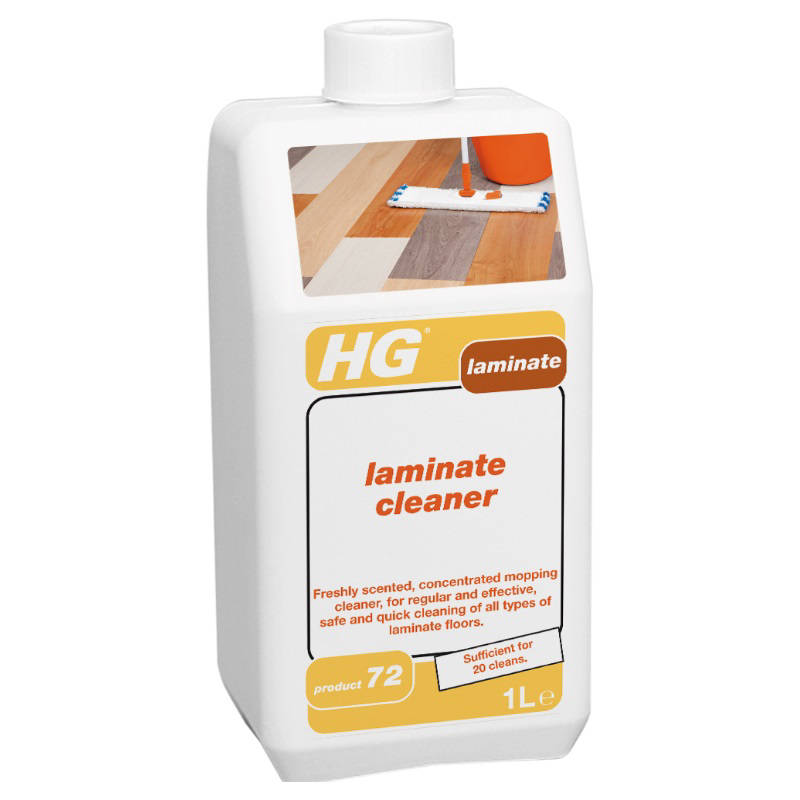 HG®
laminate
laminate
cleaner
Freshly scented, concentrated mopping
cleaner, for regular and effective,
safe and quick cleaning of all types of
laminate floors.
Sufficient for
20 cleans.
product 72
1L℮